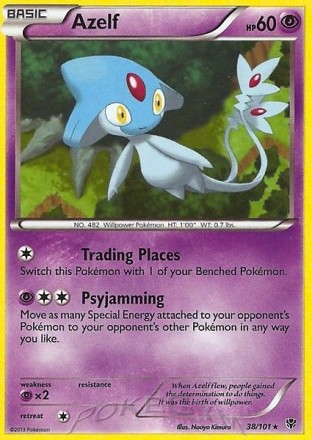 BASIC
Azelf
HP60
NO. 482 Willpower Pokémon HT: 1'00" WT: 0.7 lbs.
Trading Places
Switch this Pokémon with 1 of your Benched Pokémon.
Psyjamming
Move as many Special Energy attached to your opponent's
Pokémon to your opponent's other Pokémon in any way
you like.
weakness
resistance
×2
When Azelf flew, people gained
the determination to do things.
It was the birth of willpower.
retreat
©2013 Pokémon
Illus. Naoyo Kimura
38/101★